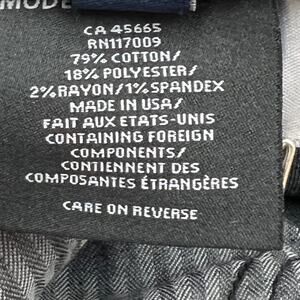 MODE
CA 45665
RN117009
79% COTTON/
18% POLYESTER/
2% RAYON/1% SPANDEX
MADE IN USA/
FAIT AUX ETATS-UNIS
CONTAINING FOREIGN
COMPONENTS/
CONTIENNENT DES
COMPOSANTES ÉTRANGÈRES
CARE ON REVERSE